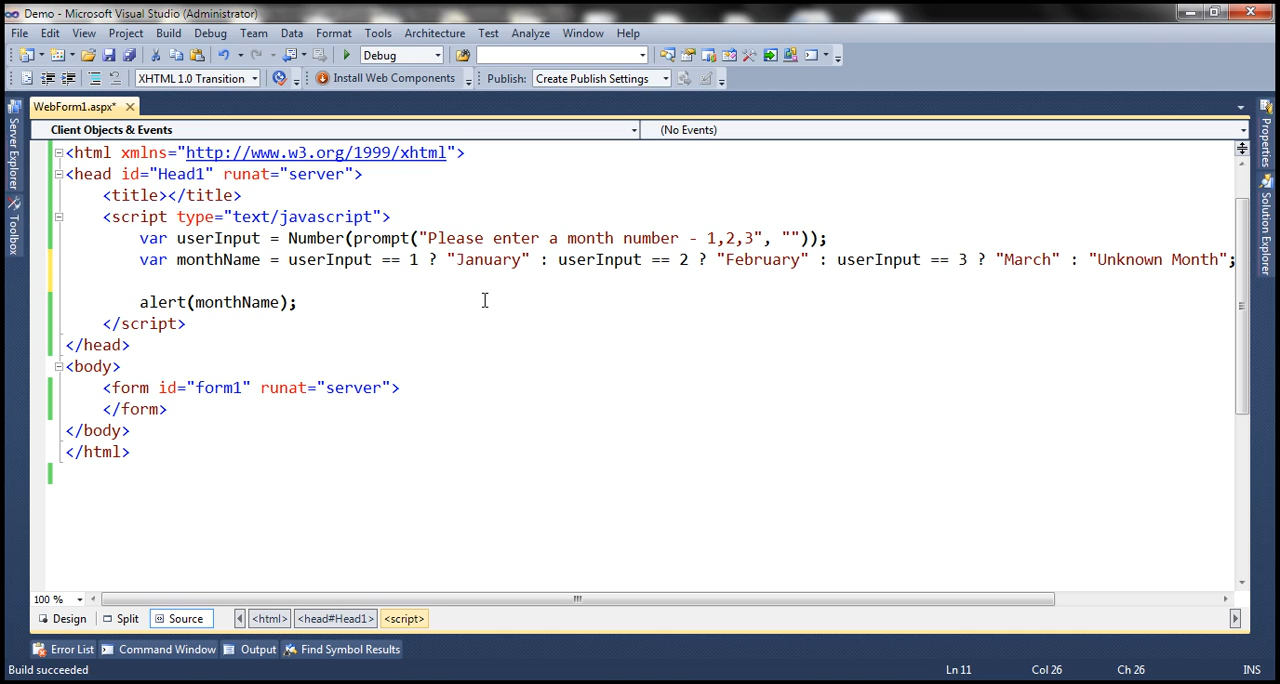 Demo - Microsoft Visual Studio (Administrator)
File Edit View Project Build Debug Team Data Format Tools Architecture Test Analyze Window Help
Debug
XHTML 1.0 Transition Install Web Components Publish: Create Publish Settings
WebForm1.aspx*
Client Objects & Events (No Events)
Server Explorer
Toolbox
Properties
Solution Explorer
<html xmlns="http://www.w3.org/1999/xhtml">
<head id="Head1" runat="server">
<title></title>
<script type="text/javascript">
var userInput = Number(prompt("Please enter a month number - 1,2,3", ""));
var monthName = userInput == 1 ? "January" : userInput == 2 ? "February" : userInput == 3 ? "March" : "Unknown Month";
alert(monthName);
</script>
</head>
<body>
<form id="form1" runat="server">
</form>
</body>
</html>
100 %
Design Split Source <html> <head#Head1> <script>
Error List Command Window Output Find Symbol Results
Build succeeded Ln 11 Col 26 Ch 26 INS